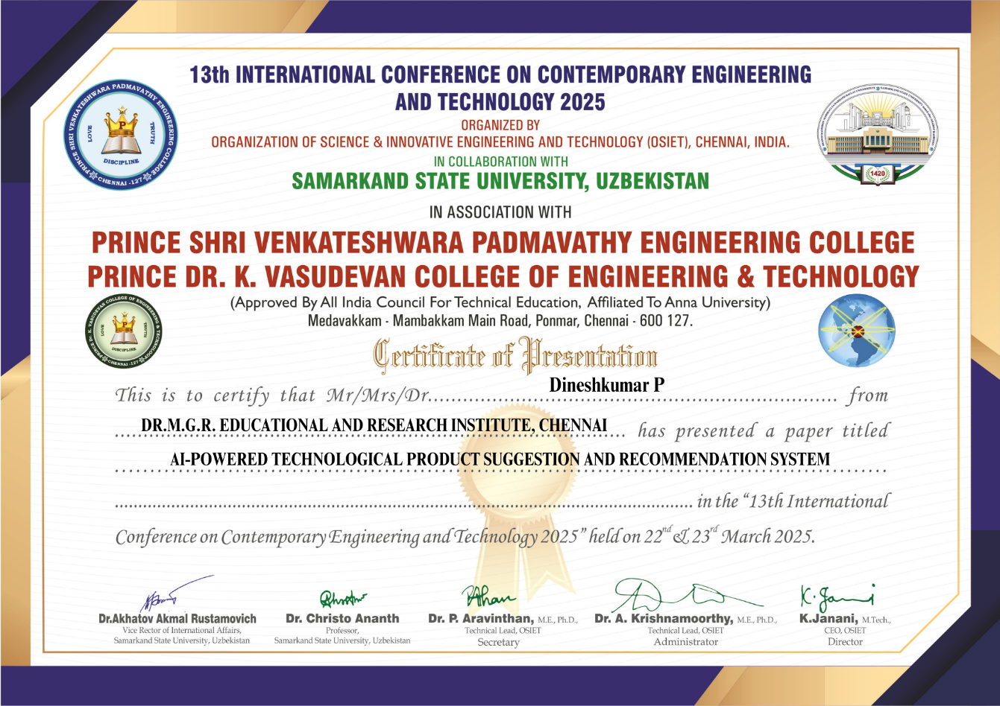 13th INTERNATIONAL CONFERENCE ON CONTEMPORARY ENGINEERING
AND TECHNOLOGY 2025
ORGANIZED BY
ORGANIZATION OF SCIENCE & INNOVATIVE ENGINEERING AND TECHNOLOGY (OSIET), CHENNAI, INDIA.
IN COLLABORATION WITH
SAMARKAND STATE UNIVERSITY, UZBEKISTAN
IN ASSOCIATION WITH
PRINCE SHRI VENKATESHWARA PADMAVATHY ENGINEERING COLLEGE
PRINCE DR. K. VASUDEVAN COLLEGE OF ENGINEERING & TECHNOLOGY
(Approved By All India Council For Technical Education, Affiliated To Anna University)
Medavakkam - Mambakkam Main Road, Ponmar, Chennai - 600 127.
PRINCE SHRI VENKATESHWARA PADMAVATHY ENGINEERING COLLEGE
CHENNAI -127
LOVE
TRUTH
DISCIPLINE
P
1420
PRINCE Dr. K. VASUDEVAN COLLEGE OF ENGINEERING & TECHNOLOGY
CHENNAI -127
LOVE
TRUTH
DISCIPLINE
P
Certificate of Presentation
This is to certify that Mr/Mrs/Dr. Dineshkumar P from
DR.M.G.R. EDUCATIONAL AND RESEARCH INSTITUTE, CHENNAI has presented a paper titled
AI-POWERED TECHNOLOGICAL PRODUCT SUGGESTION AND RECOMMENDATION SYSTEM
in the “13th International
Conference on Contemporary Engineering and Technology 2025” held on 22nd & 23rd March 2025.
K. Jani
Dr.Akhatov Akmal Rustamovich
Vice Rector of International Affairs,
Samarkand State University, Uzbekistan
Dr. Christo Ananth
Professor,
Samarkand State University, Uzbekistan
Dr. P. Aravinthan, M.E., Ph.D.,
Technical Lead, OSIET
Secretary
Dr. A. Krishnamoorthy, M.E., Ph.D.,
Technical Lead, OSIET
Administrator
K.Janani, M.Tech.,
CEO, OSIET
Director